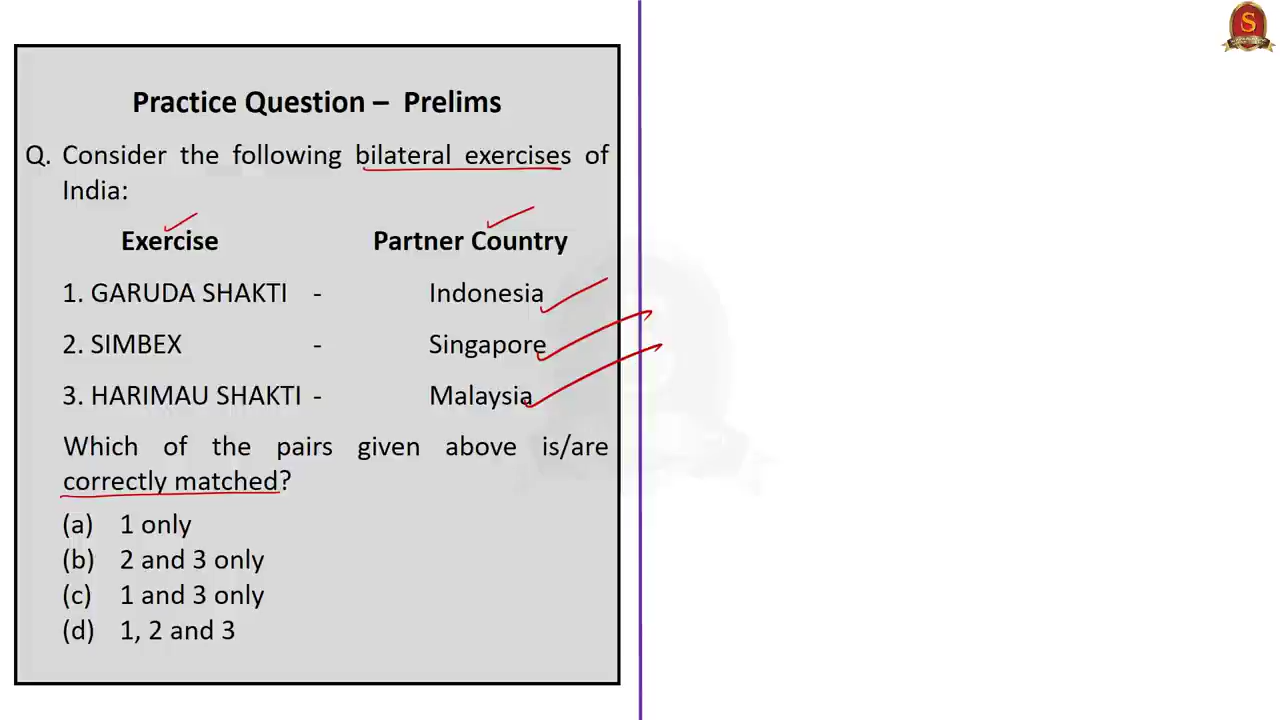 Practice Question – Prelims
Q. Consider the following bilateral exercises of
India:
Exercise Partner Country
1. GARUDA SHAKTI - Indonesia
2. SIMBEX - Singapore
3. HARIMAU SHAKTI - Malaysia
Which of the pairs given above is/are
correctly matched?
(a) 1 only
(b) 2 and 3 only
(c) 1 and 3 only
(d) 1, 2 and 3
S